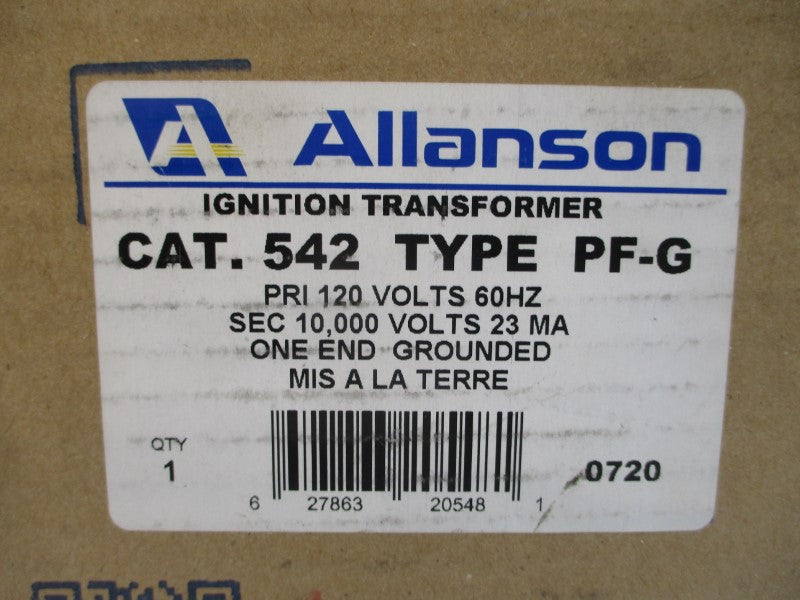 Allanson
IGNITION TRANSFORMER
CAT. 542 TYPE PF-G
PRI 120 VOLTS 60HZ
SEC 10,000 VOLTS 23 MA
ONE END GROUNDED
MIS A LA TERRE
QTY
1
0720
6 27863 20548 1